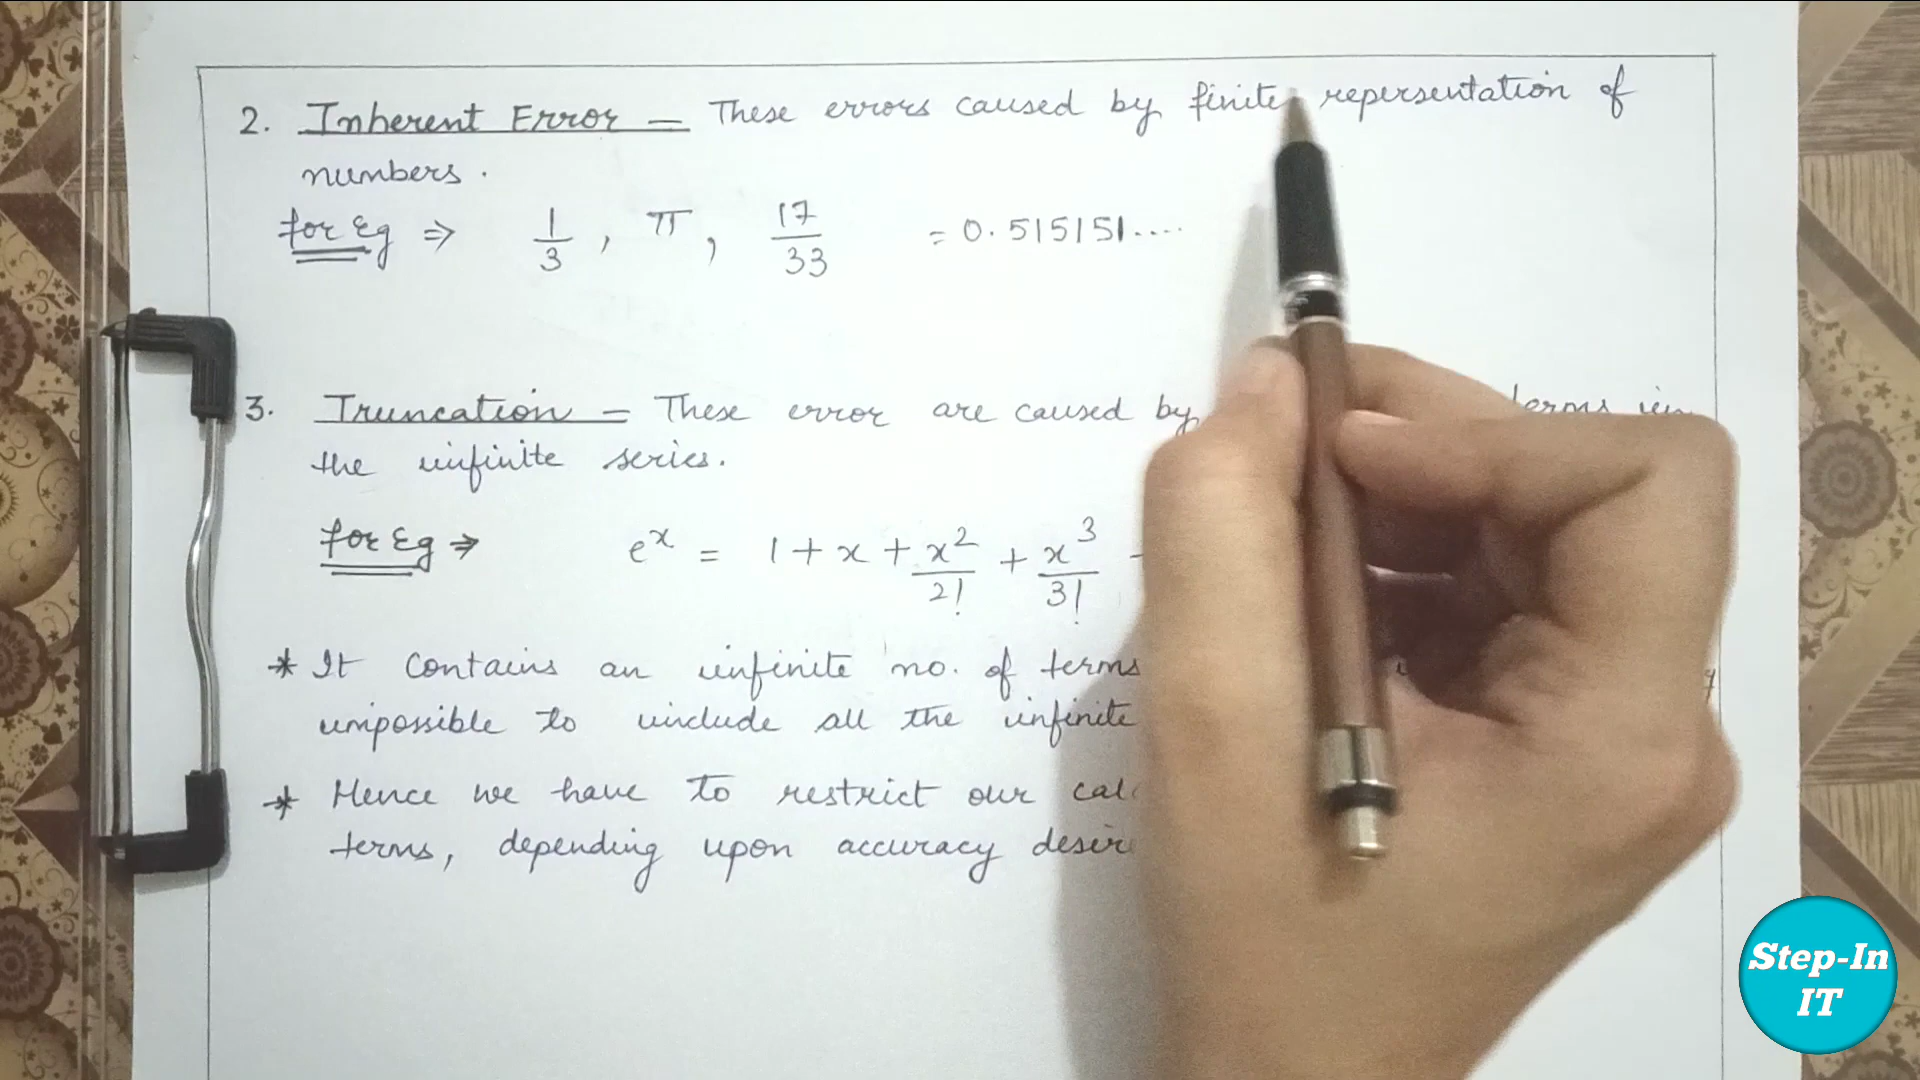 2. Inherent Error — These errors caused by finite repersentation of
numbers.
for Eg ⇒ 1/3, π, 17/33 = 0.515151....
3. Truncation — These error are caused by terms in
the infinite series.
for Eg ⇒ e^x = 1 + x + x^2/2! + x^3/3!
* It contains an infinite no. of terms
impossible to include all the infinite
* Hence we have to restrict our
terms, depending upon accuracy
Step-In
IT